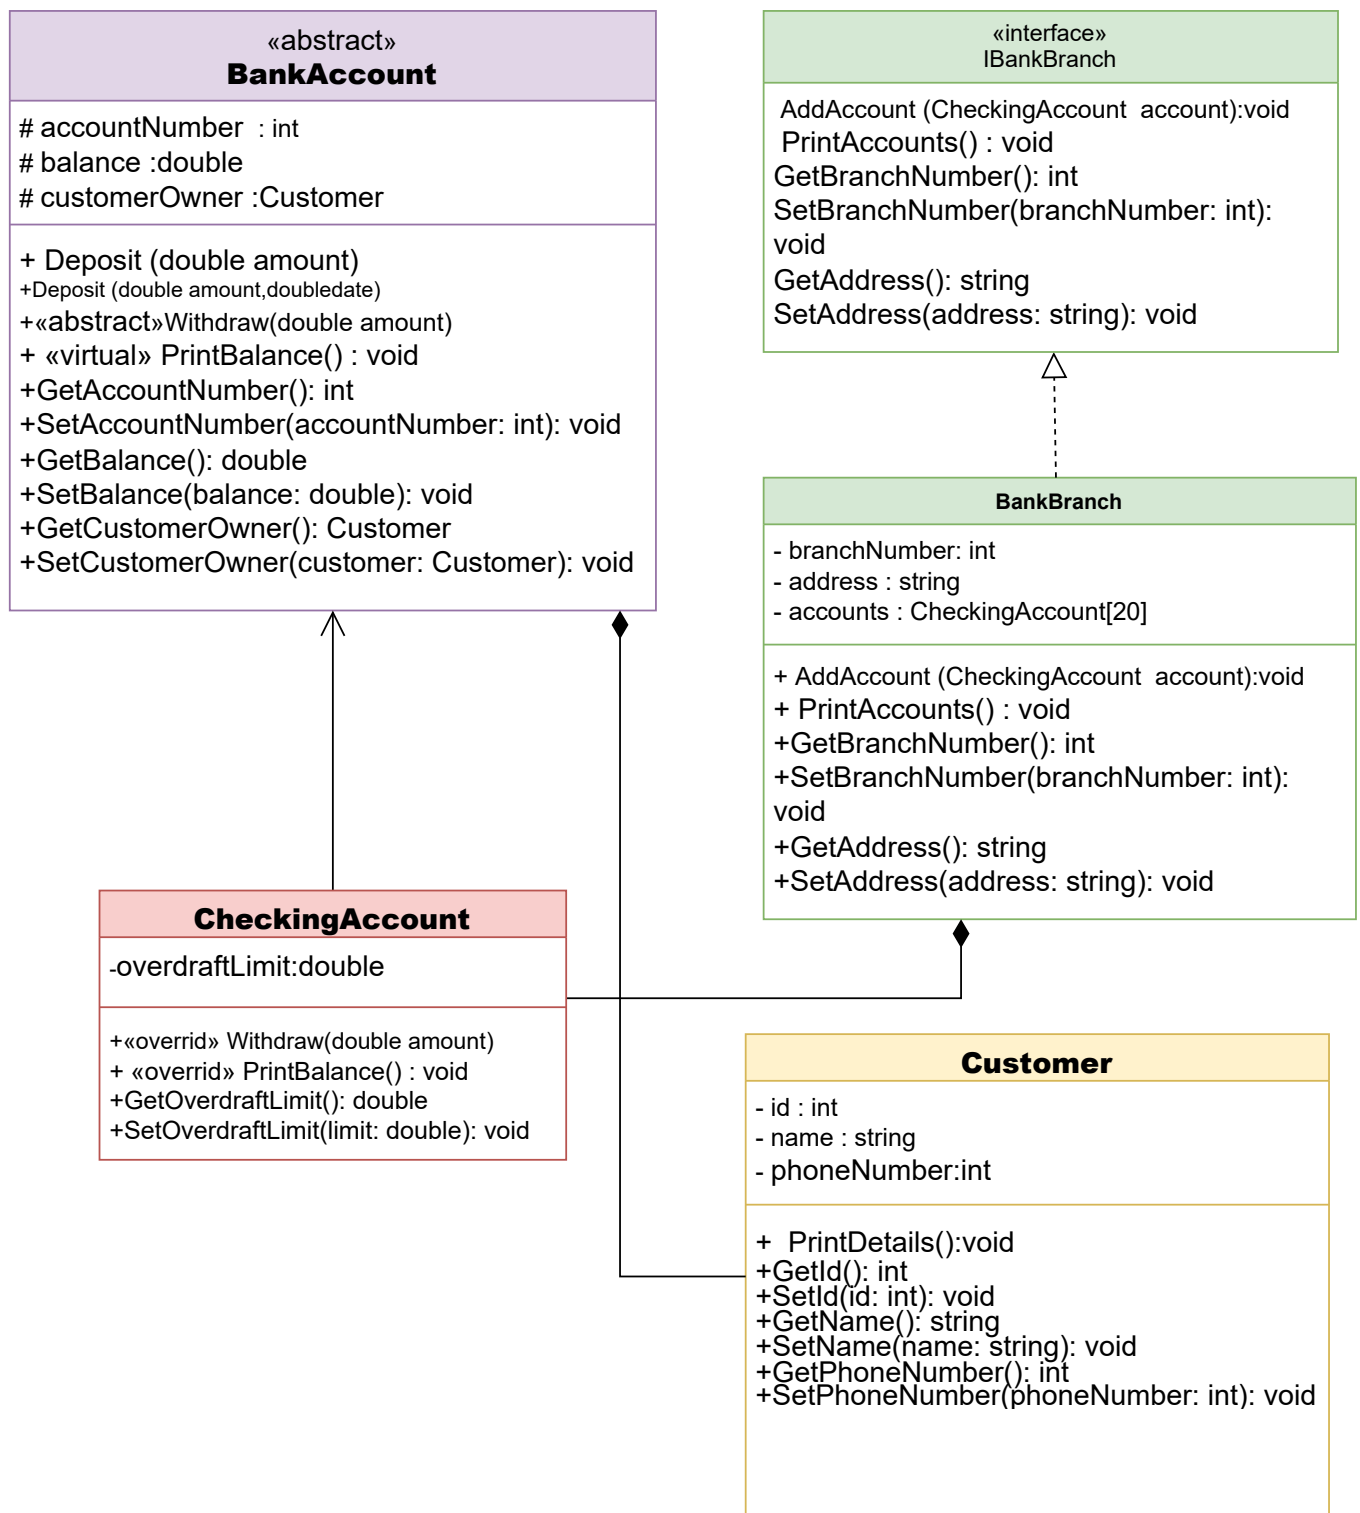 «abstract»
BankAccount
# accountNumber : int
# balance :double
# customerOwner :Customer
+ Deposit (double amount)
+Deposit (double amount,doubledate)
+«abstract»Withdraw(double amount)
+ «virtual» PrintBalance() : void
+GetAccountNumber(): int
+SetAccountNumber(accountNumber: int): void
+GetBalance(): double
+SetBalance(balance: double): void
+GetCustomerOwner(): Customer
+SetCustomerOwner(customer: Customer): void
«interface»
IBankBranch
AddAccount (CheckingAccount account):void
PrintAccounts() : void
GetBranchNumber(): int
SetBranchNumber(branchNumber: int):
void
GetAddress(): string
SetAddress(address: string): void
BankBranch
- branchNumber: int
- address : string
- accounts : CheckingAccount[20]
+ AddAccount (CheckingAccount account):void
+ PrintAccounts() : void
+GetBranchNumber(): int
+SetBranchNumber(branchNumber: int):
void
+GetAddress(): string
+SetAddress(address: string): void
CheckingAccount
-overdraftLimit:double
+«overrid» Withdraw(double amount)
+ «overrid» PrintBalance() : void
+GetOverdraftLimit(): double
+SetOverdraftLimit(limit: double): void
Customer
- id : int
- name : string
- phoneNumber:int
+ PrintDetails():void
+GetId(): int
+SetId(id: int): void
+GetName(): string
+SetName(name: string): void
+GetPhoneNumber(): int
+SetPhoneNumber(phoneNumber: int): void